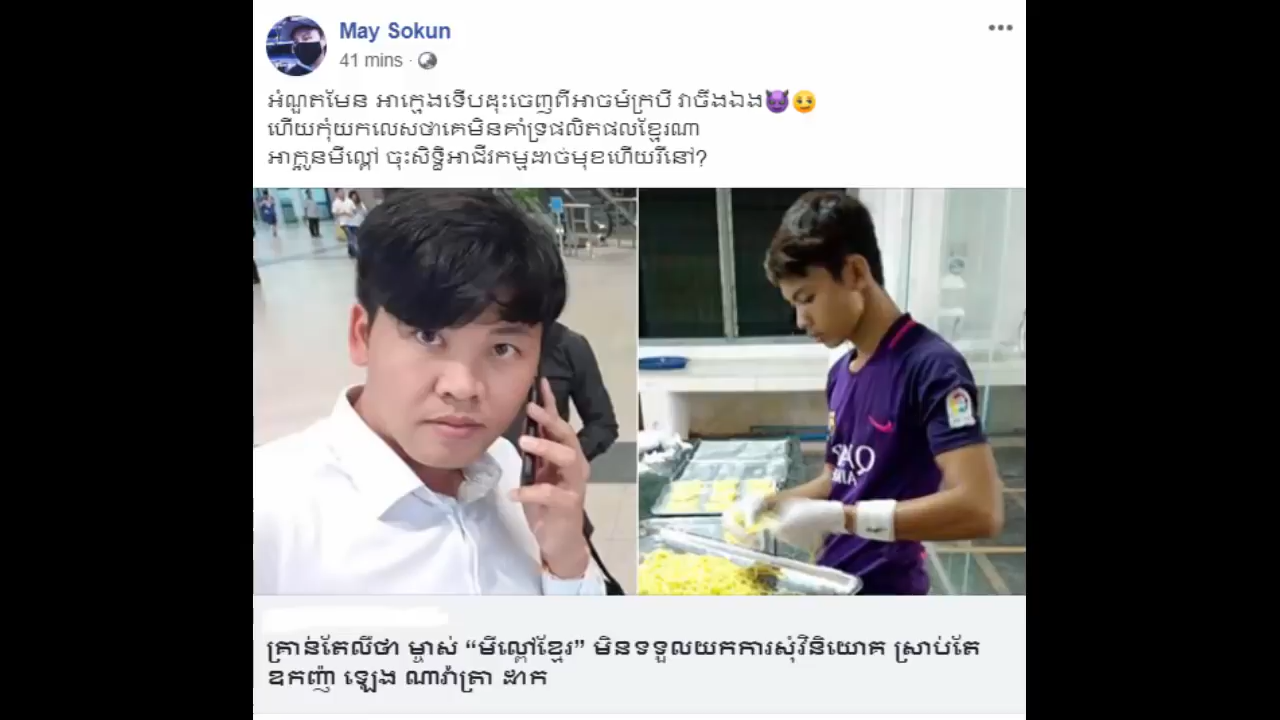 May Sokun
41 mins ·
អំណួតមែន អាក្មេងទើបដុះចេញពីអាចម៍ក្របី វាចឹងឯង😈🥴
ហើយកុំយកលេសថាគេមិនគាំទ្រផលិតផលខ្មែរណា
អាក្អូនមីល្ពៅ ចុះសិទ្ធិអាជីវកម្មដាច់មុខហើយរីនៅ?
គ្រាន់តែលឺថា ម្ចាស់ “មីល្ពៅខ្មែរ” មិនទទួលយកការសុំវិនិយោគ ស្រាប់តែ
ឧកញ៉ា ឡេង ណាវ៉ាត្រា ដាក